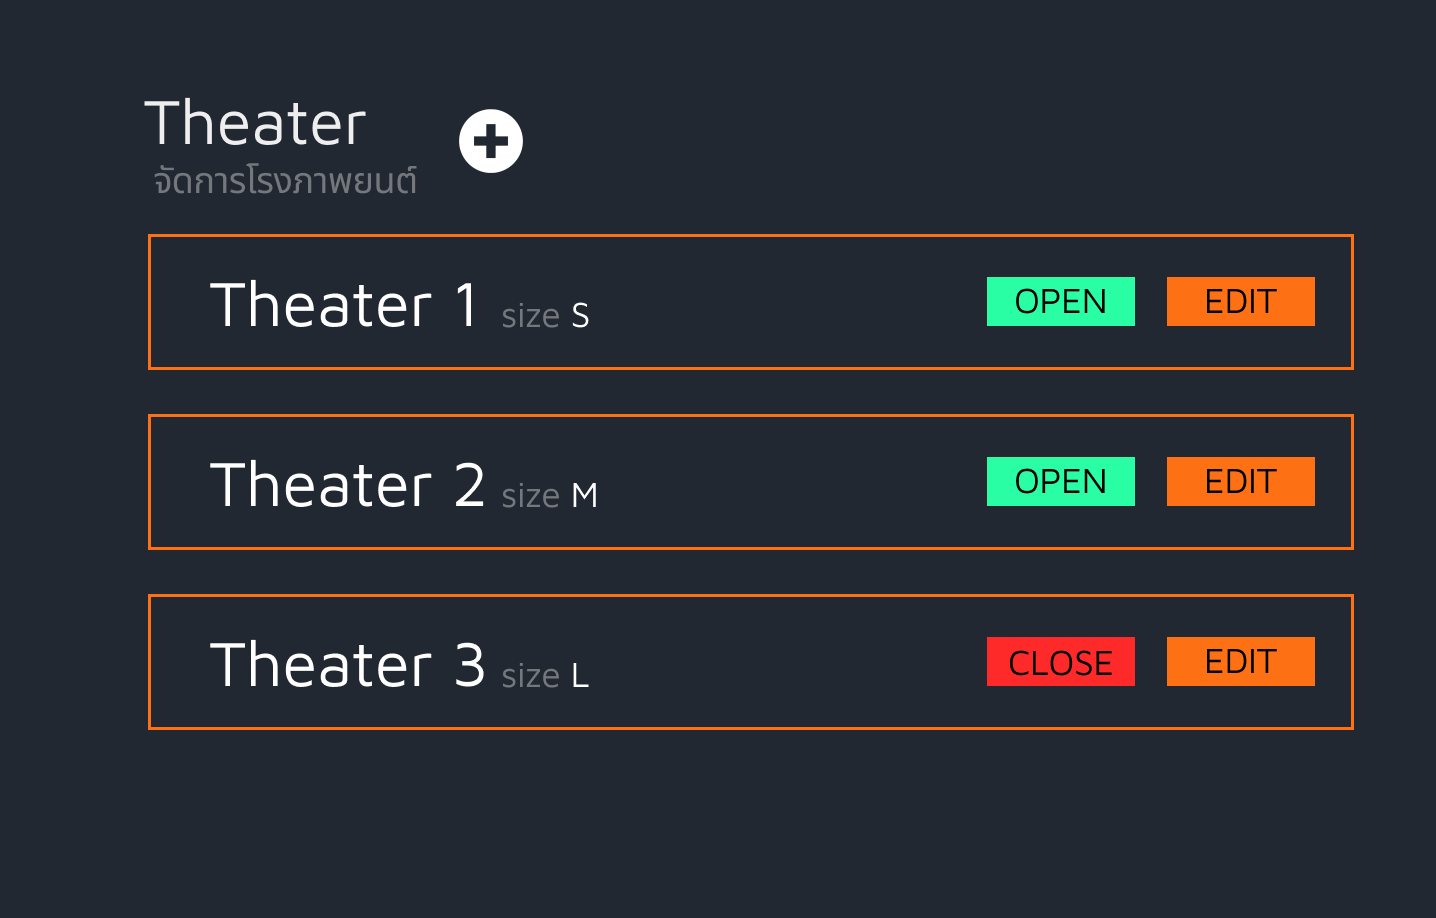 Theater
จัดการโรงภาพยนต์
Theater 1 size S OPEN EDIT
Theater 2 size M OPEN EDIT
Theater 3 size L CLOSE EDIT